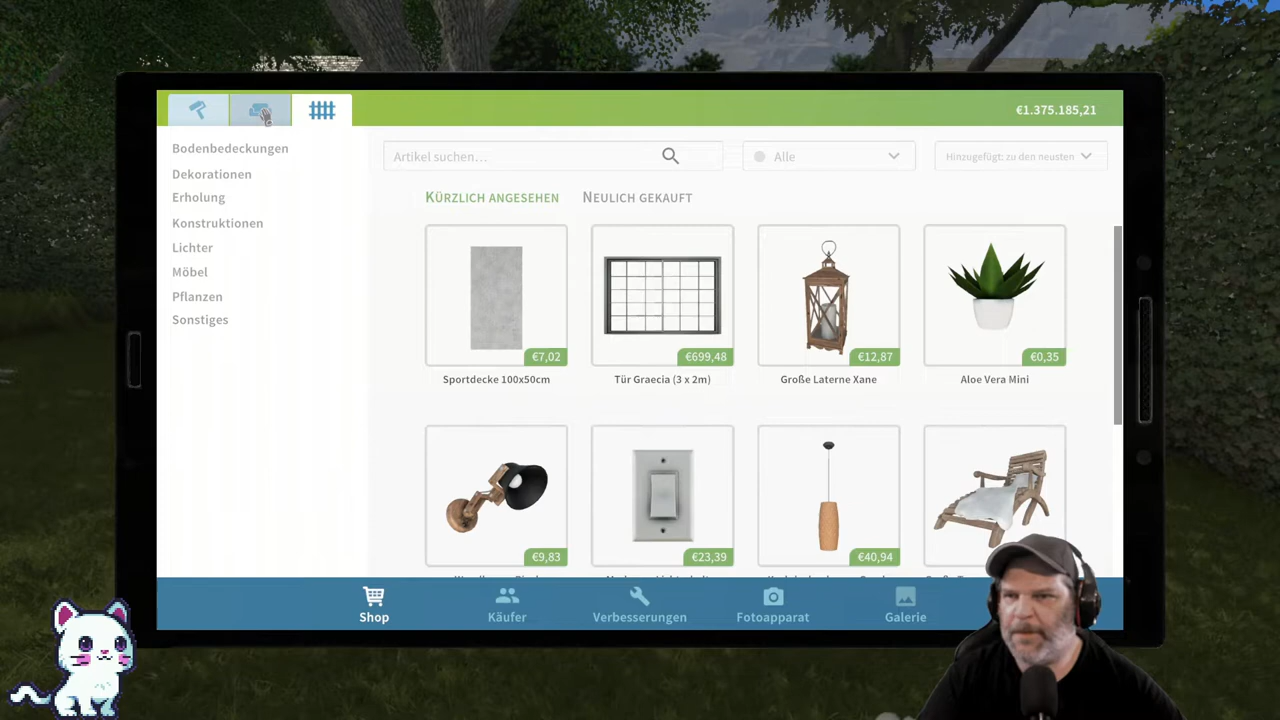 €1.375.185,21
Bodenbedeckungen
Dekorationen
Erholung
Konstruktionen
Lichter
Möbel
Pflanzen
Sonstiges
Artikel suchen...
Alle
Hinzugefügt: zu den neusten
KÜRZLICH ANGESEHEN
NEULICH GEKAUFT
€7,02
€699,48
€12,87
€0,35
Sportdecke 100x50cm
Tür Graecia (3 x 2m)
Große Laterne Xane
Aloe Vera Mini
€9,83
€23,39
€40,94
Shop
Käufer
Verbesserungen
Fotoapparat
Galerie